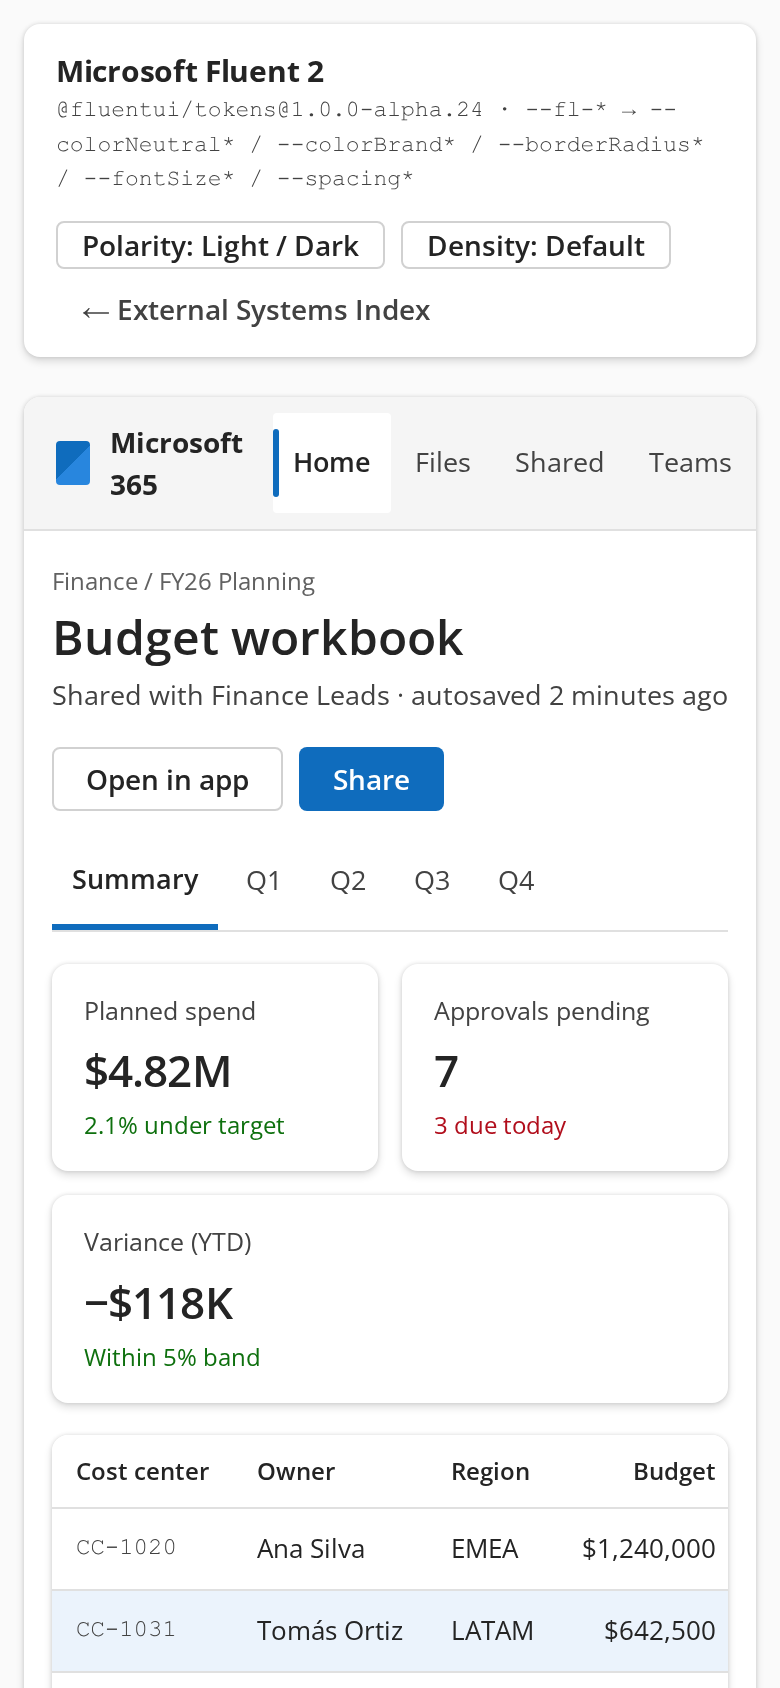 Microsoft Fluent 2
@fluentui/tokens@1.0.0-alpha.24 · --fl-* → --
colorNeutral* / --colorBrand* / --borderRadius*
/ --fontSize* / --spacing*
Polarity: Light / Dark
Density: Default
← External Systems Index
Microsoft
365
Home
Files
Shared
Teams
Finance / FY26 Planning
Budget workbook
Shared with Finance Leads · autosaved 2 minutes ago
Open in app
Share
Summary
Q1
Q2
Q3
Q4
Planned spend
$4.82M
2.1% under target
Approvals pending
7
3 due today
Variance (YTD)
−$118K
Within 5% band
Cost center Owner Region Budget
CC-1020 Ana Silva EMEA $1,240,000
CC-1031 Tomás Ortiz LATAM $642,500